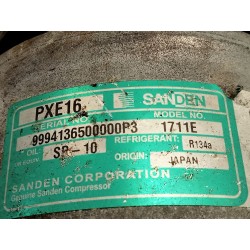 PXE16 SANDEN
SERIAL NO. MODEL NO.
9994136500000P3 1711E
OIL SP-10 REFRIGERANT: R134a
ORIGIN: JAPAN
SANDEN CORPORATION
Genuine Sanden Compressor